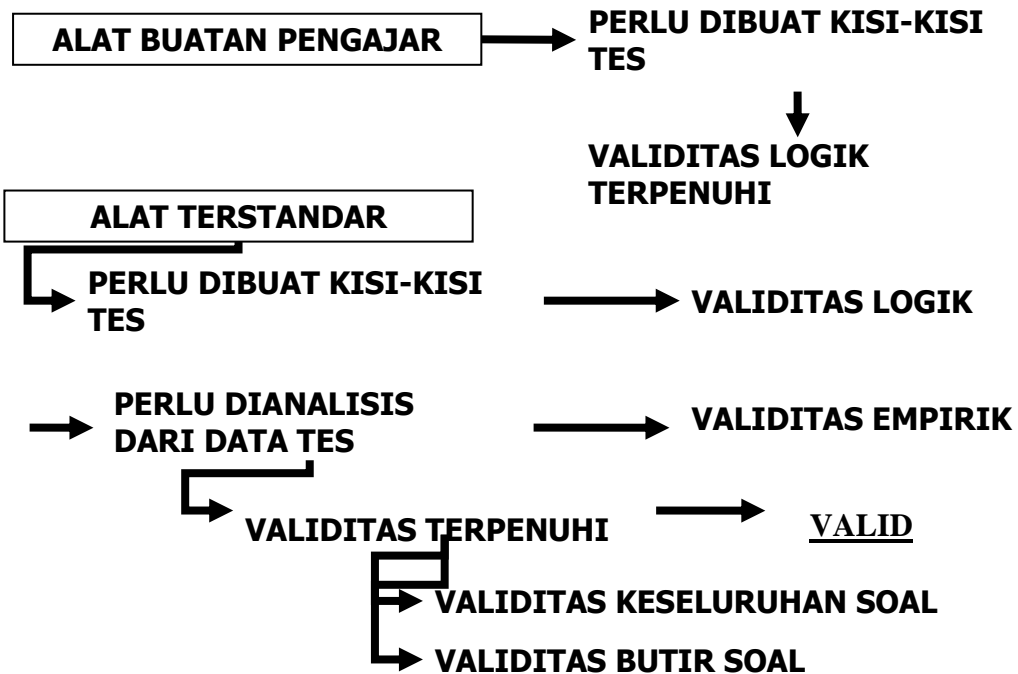 ALAT BUATAN PENGAJAR
PERLU DIBUAT KISI-KISI
TES
VALIDITAS LOGIK
TERPENUHI
ALAT TERSTANDAR
PERLU DIBUAT KISI-KISI
TES
VALIDITAS LOGIK
PERLU DIANALISIS
DARI DATA TES
VALIDITAS EMPIRIK
VALIDITAS TERPENUHI
VALID
VALIDITAS KESELURUHAN SOAL
VALIDITAS BUTIR SOAL